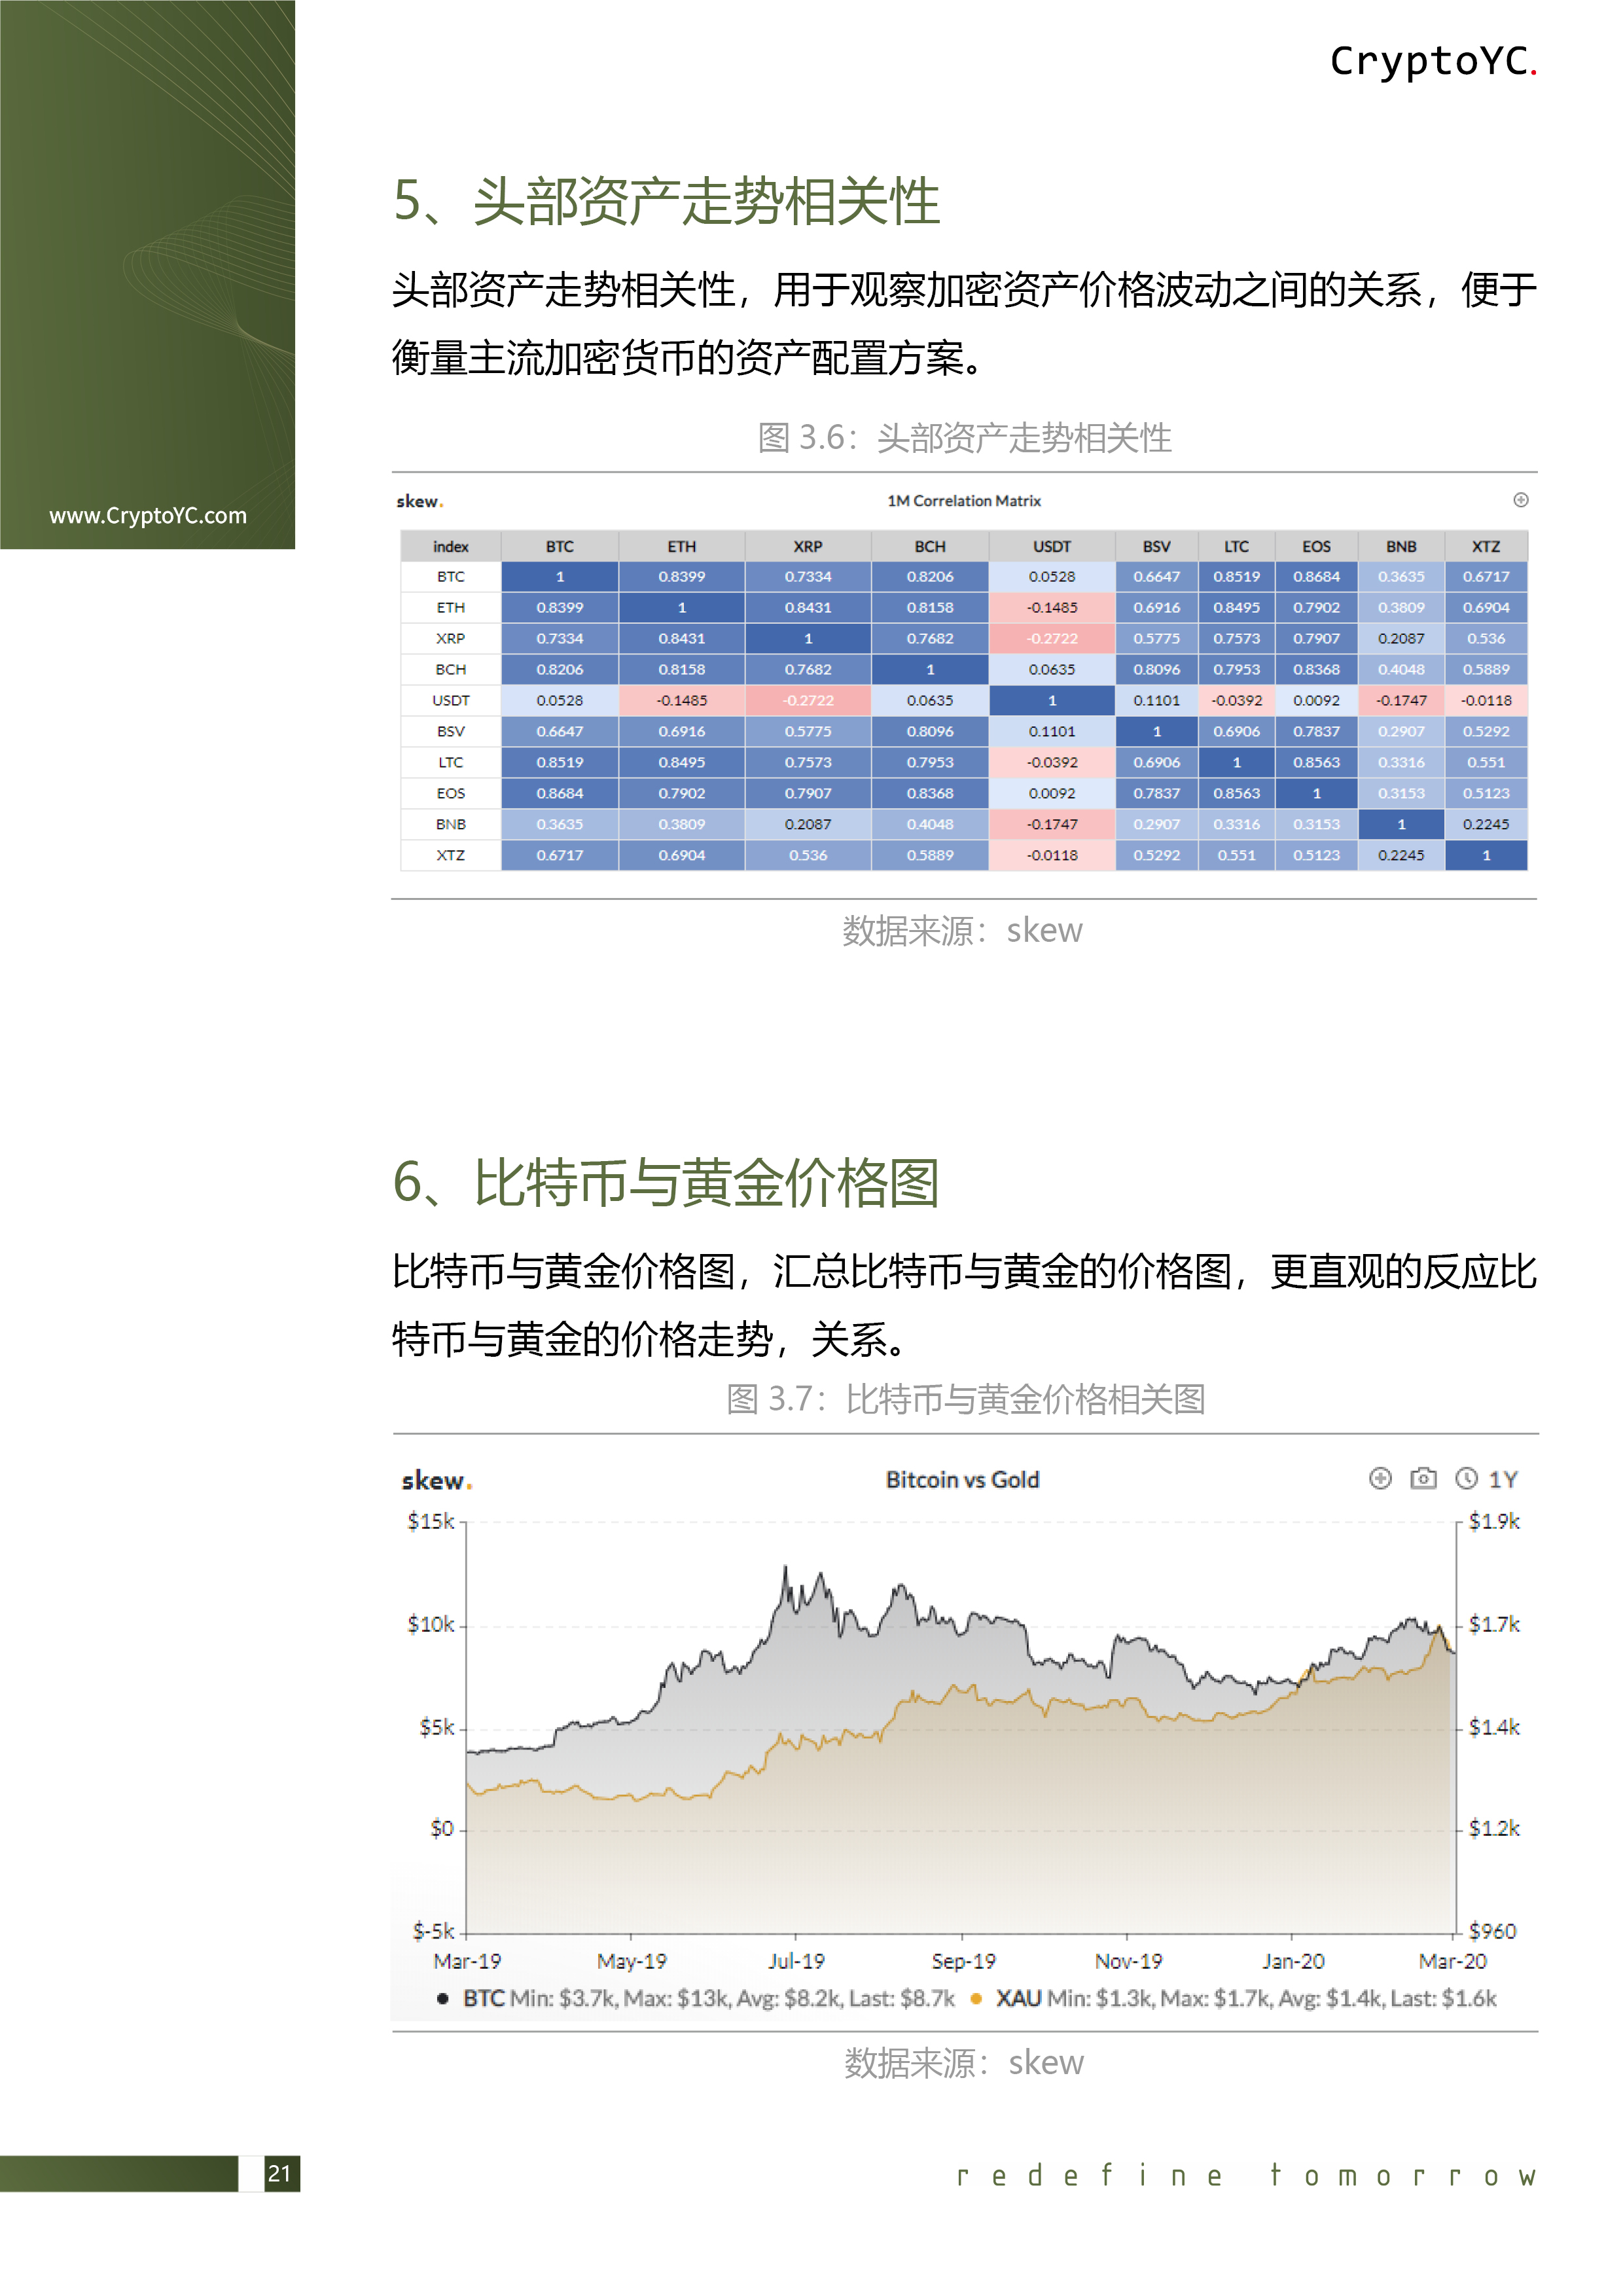 CryptoYC.
www.CryptoYC.com
5、头部资产走势相关性
头部资产走势相关性，用于观察加密资产价格波动之间的关系，便于
衡量主流加密货币的资产配置方案。
图 3.6：头部资产走势相关性
skew. 1M Correlation Matrix
index BTC ETH XRP BCH USDT BSV LTC EOS BNB XTZ
BTC 1 0.8399 0.7334 0.8206 0.0528 0.6647 0.8519 0.8684 0.3635 0.6717
ETH 0.8399 1 0.8431 0.8158 -0.1485 0.6916 0.8495 0.7902 0.3809 0.6904
XRP 0.7334 0.8431 1 0.7682 -0.2722 0.5775 0.7573 0.7907 0.2087 0.536
BCH 0.8206 0.8158 0.7682 1 0.0635 0.8096 0.7953 0.8368 0.4048 0.5889
USDT 0.0528 -0.1485 -0.2722 0.0635 1 0.1101 -0.0392 0.0092 -0.1747 -0.0118
BSV 0.6647 0.6916 0.5775 0.8096 0.1101 1 0.6906 0.7837 0.2907 0.5292
LTC 0.8519 0.8495 0.7573 0.7953 -0.0392 0.6906 1 0.8563 0.3316 0.551
EOS 0.8684 0.7902 0.7907 0.8368 0.0092 0.7837 0.8563 1 0.3153 0.5123
BNB 0.3635 0.3809 0.2087 0.4048 -0.1747 0.2907 0.3316 0.3153 1 0.2245
XTZ 0.6717 0.6904 0.536 0.5889 -0.0118 0.5292 0.551 0.5123 0.2245 1
数据来源：skew
6、比特币与黄金价格图
比特币与黄金价格图，汇总比特币与黄金的价格图，更直观的反应比
特币与黄金的价格走势，关系。
图 3.7：比特币与黄金价格相关图
skew. Bitcoin vs Gold 1Y
$15k $1.9k
$10k $1.7k
$5k $1.4k
$0 $1.2k
$-5k $960
Mar-19 May-19 Jul-19 Sep-19 Nov-19 Jan-20 Mar-20
BTC Min: $3.7k, Max: $13k, Avg: $8.2k, Last: $8.7k XAU Min: $1.3k, Max: $1.7k, Avg: $1.4k, Last: $1.6k
数据来源：skew
21
redefine tomorrow